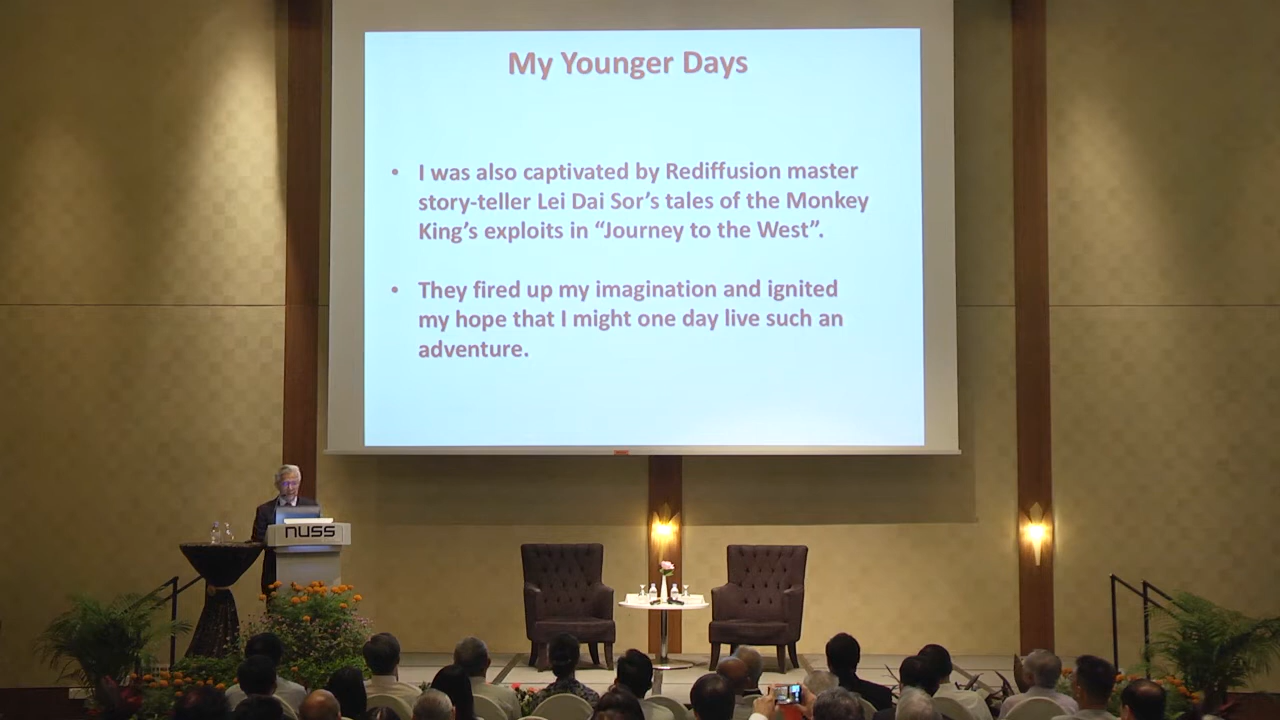 My Younger Days
• I was also captivated by Rediffusion master
story-teller Lei Dai Sor’s tales of the Monkey
King’s exploits in “Journey to the West”.
• They fired up my imagination and ignited
my hope that I might one day live such an
adventure.
nuss